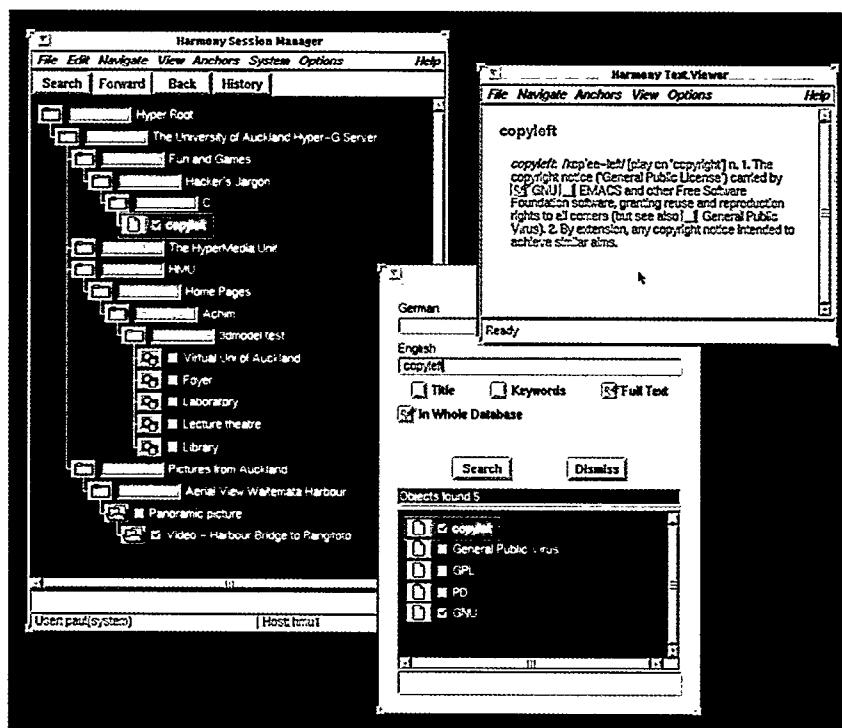 Harmony Session Manager
File Edit Navigate View Anchors System Options Help
Search Forward Back History
Hyper Root
The University of Auckland Hyper-G Server
Fun and Games
Hacker's Jargon
C
copyleft
The HyperMedia Unit
HMU
Home Pages
Achim
3dmodel test
Virtual Uni of Auckland
Foyer
Laboratory
Lecture theatre
Library
Pictures from Auckland
Aerial View Waitemata Harbour
Panoramic picture
Video - Harbour Bridge to Rangitoto
User: paul(system) Host: hmu1
Harmony Text Viewer
File Navigate Anchors View Options Help
copyleft
copyleft: /kop'ee-left/ [play on 'copyright'] n. 1. The
copyright notice ('General Public License') carried by
GNU EMACS and other Free Software
Foundation software, granting reuse and reproduction
rights to all comers (but see also General Public
Virus). 2. By extension, any copyright notice intended to
achieve similar aims.
Ready
German
English
copyleft
Title Keywords Full Text
In Whole Database
Search Dismiss
Objects found 5
copyleft
General Public Virus
GPL
PD
GNU